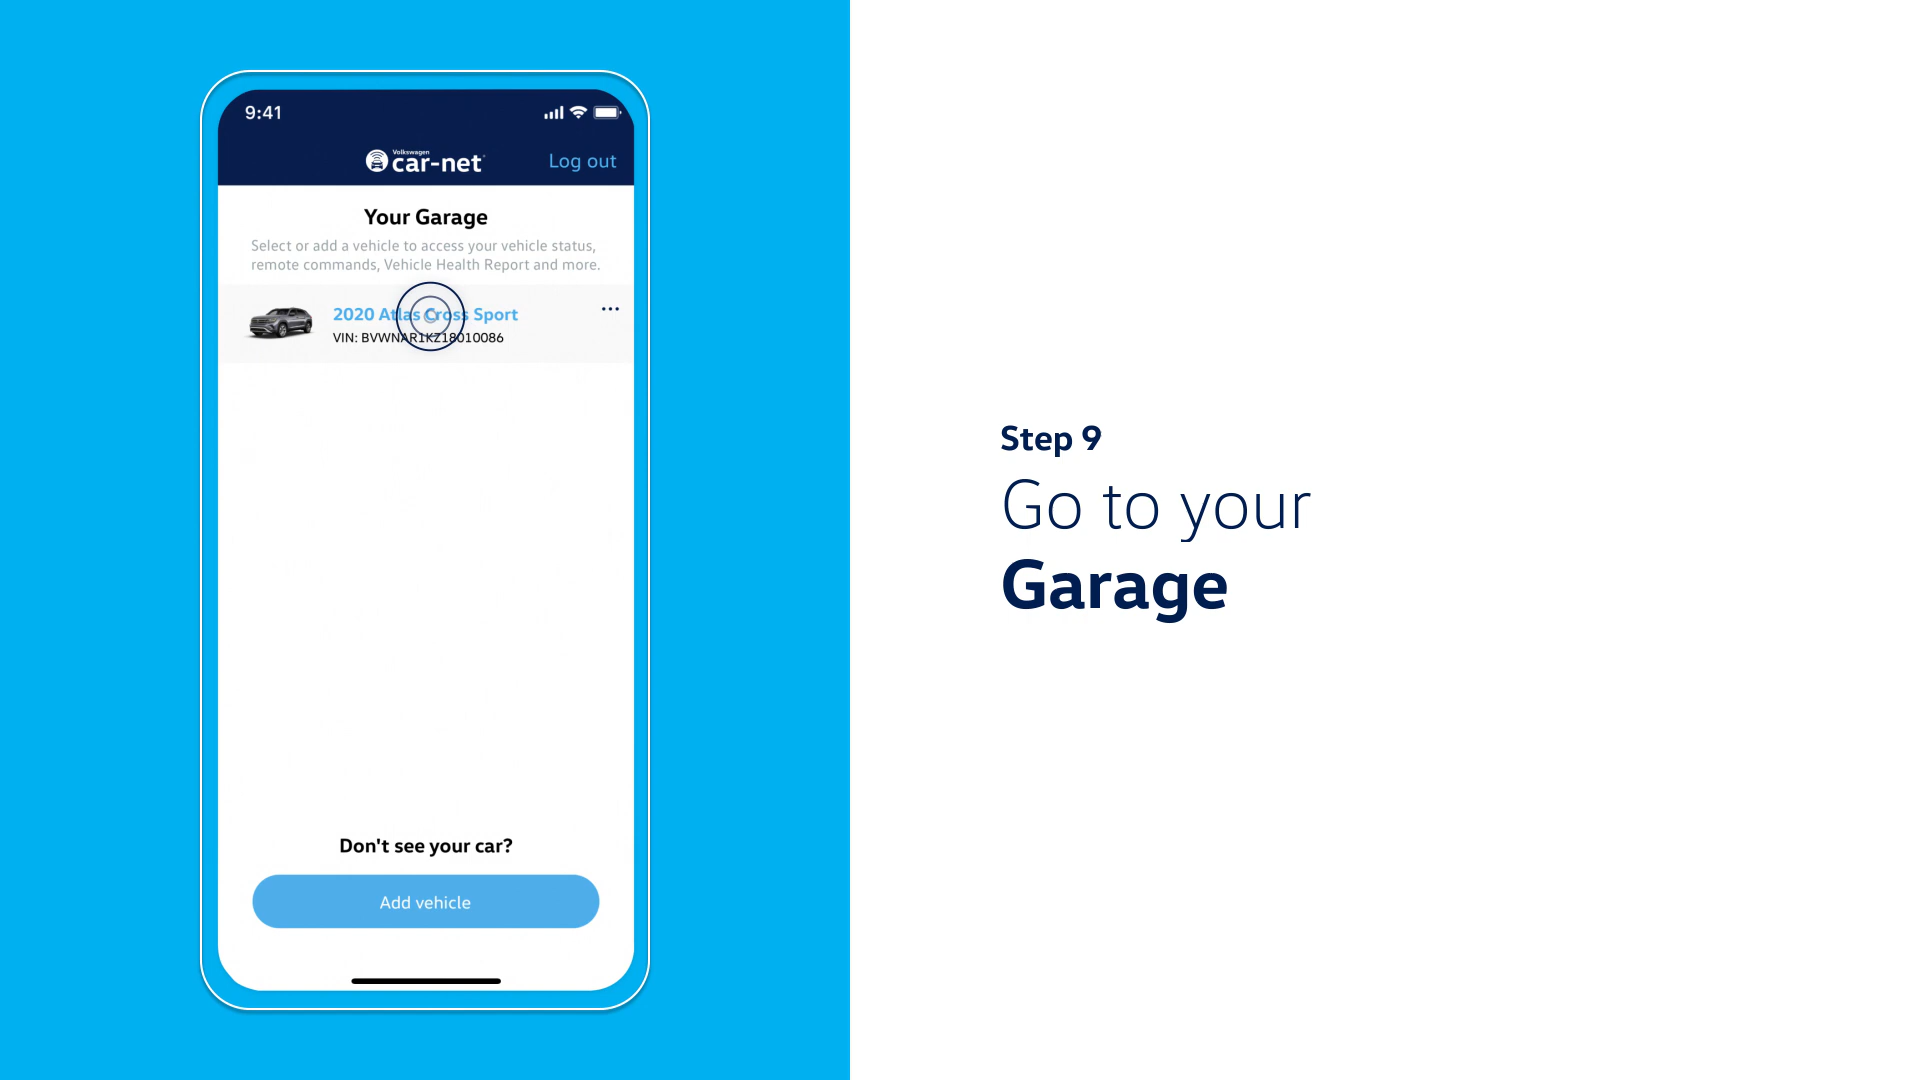 9:41
Volkswagen
car-net
Log out
Your Garage
Select or add a vehicle to access your vehicle status,
remote commands, Vehicle Health Report and more.
2020 Atlas Cross Sport
VIN: BVWNAR1KZ18010086
Don't see your car?
Add vehicle
Step 9
Go to your
Garage